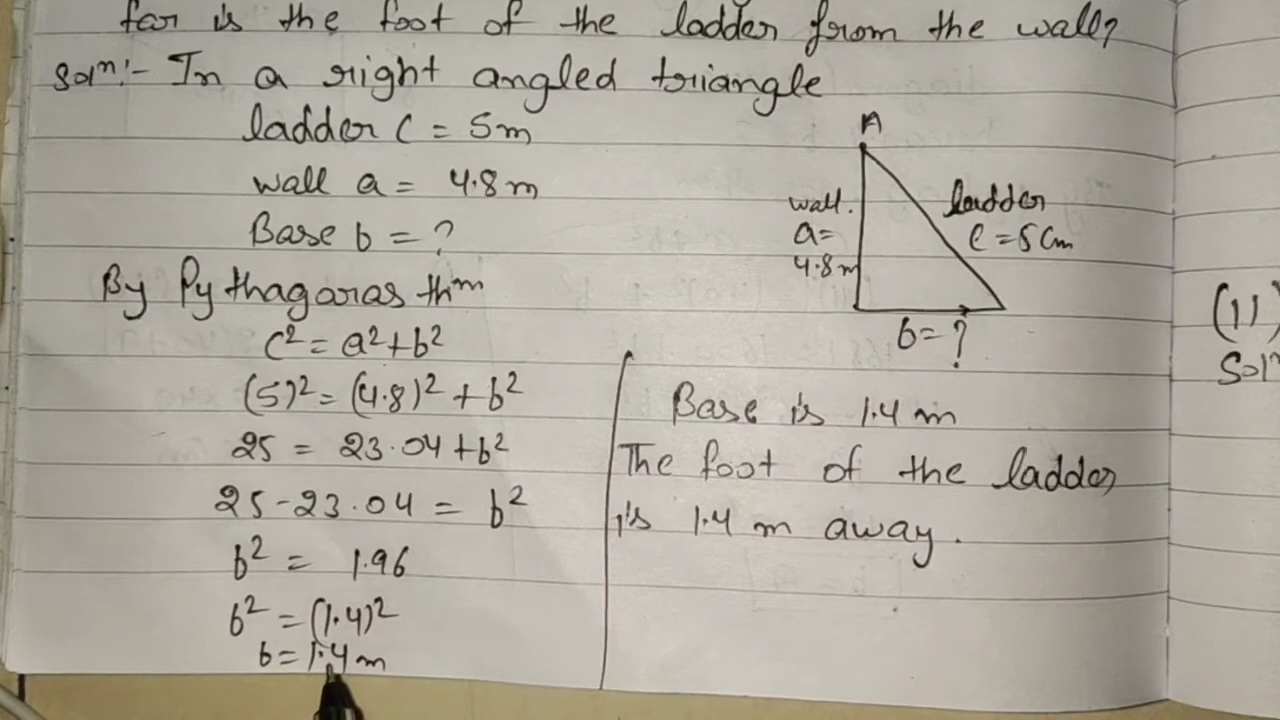 far is the foot of the ladder from the wall?
Solⁿ:- In a right angled triangle
ladder c = 5m
wall a = 4.8 m
Base b = ?
By Pythagoras thm
c² = a² + b²
(5)² = (4.8)² + b²
25 = 23.04 + b²
25 - 23.04 = b²
b² = 1.96
b² = (1.4)²
b = 1.4 m
A
wall.
a =
4.8 m
ladder
c = 5 cm
b = ?
Base is 1.4 m
The foot of the ladder
is 1.4 m away.
(11)
Solⁿ